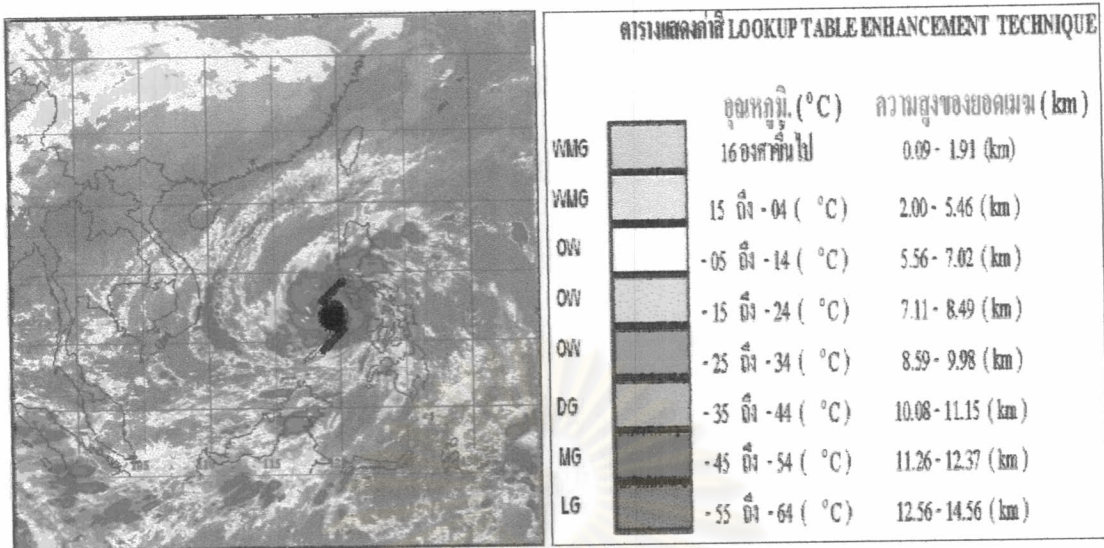 ตารางแสดงค่าสี LOOKUP TABLE ENHANCEMENT TECHNIQUE
อุณหภูมิ. (°C) ความสูงของยอดเมฆ (km)
WMG 16 องศาขึ้นไป 0.09 - 1.91 (km)
WMG 15 ถึง - 04 ( °C) 2.00 - 5.46 (km)
OW - 05 ถึง - 14 ( °C) 5.56 - 7.02 (km)
OW - 15 ถึง - 24 ( °C) 7.11 - 8.49 (km)
OW - 25 ถึง - 34 ( °C) 8.59 - 9.98 (km)
DG - 35 ถึง - 44 ( °C) 10.08 - 11.15 (km)
MG - 45 ถึง - 54 ( °C) 11.26 - 12.37 (km)
LG - 55 ถึง - 64 ( °C) 12.56 - 14.56 (km)